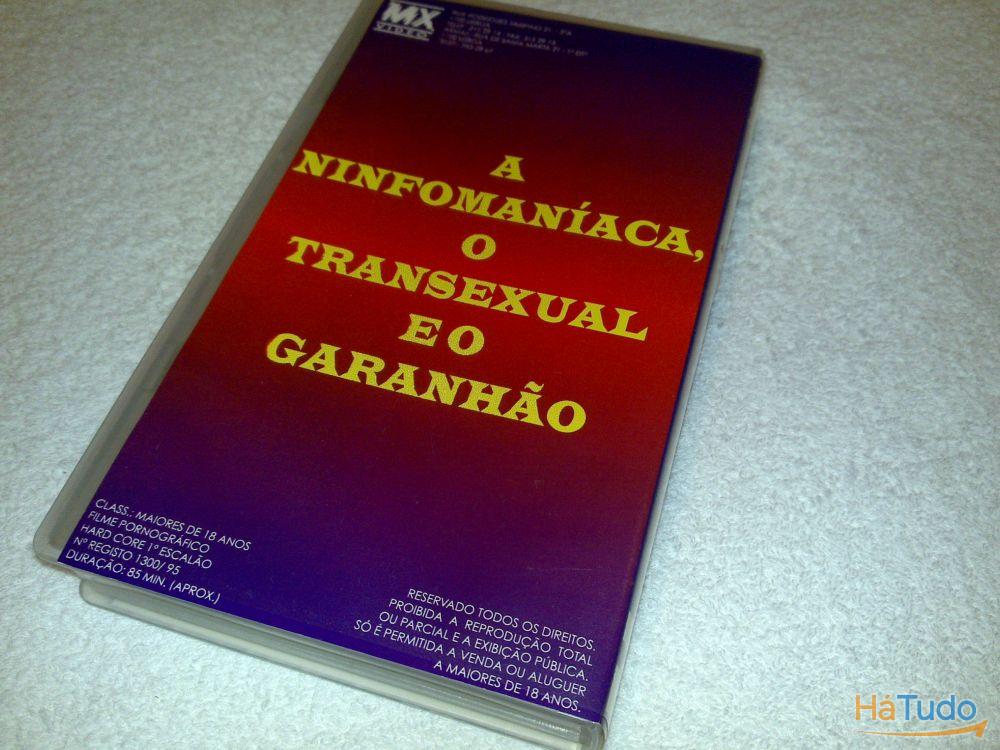 MX
VIDEO
A
NINFOMANÍACA,
O
TRANSEXUAL
E O
GARANHÃO
CLASS.: MAIORES DE 18 ANOS
FILME PORNOGRÁFICO
HARD CORE 1º ESCALÃO
Nº REGISTO 1300/ 95
DURAÇÃO: 85 MIN. (APROX.)
RESERVADO TODOS OS DIREITOS.
PROIBIDA A REPRODUÇÃO TOTAL
OU PARCIAL E A EXIBIÇÃO PÚBLICA.
SÓ É PERMITIDA A VENDA OU ALUGUER
A MAIORES DE 18 ANOS.
HáTudo